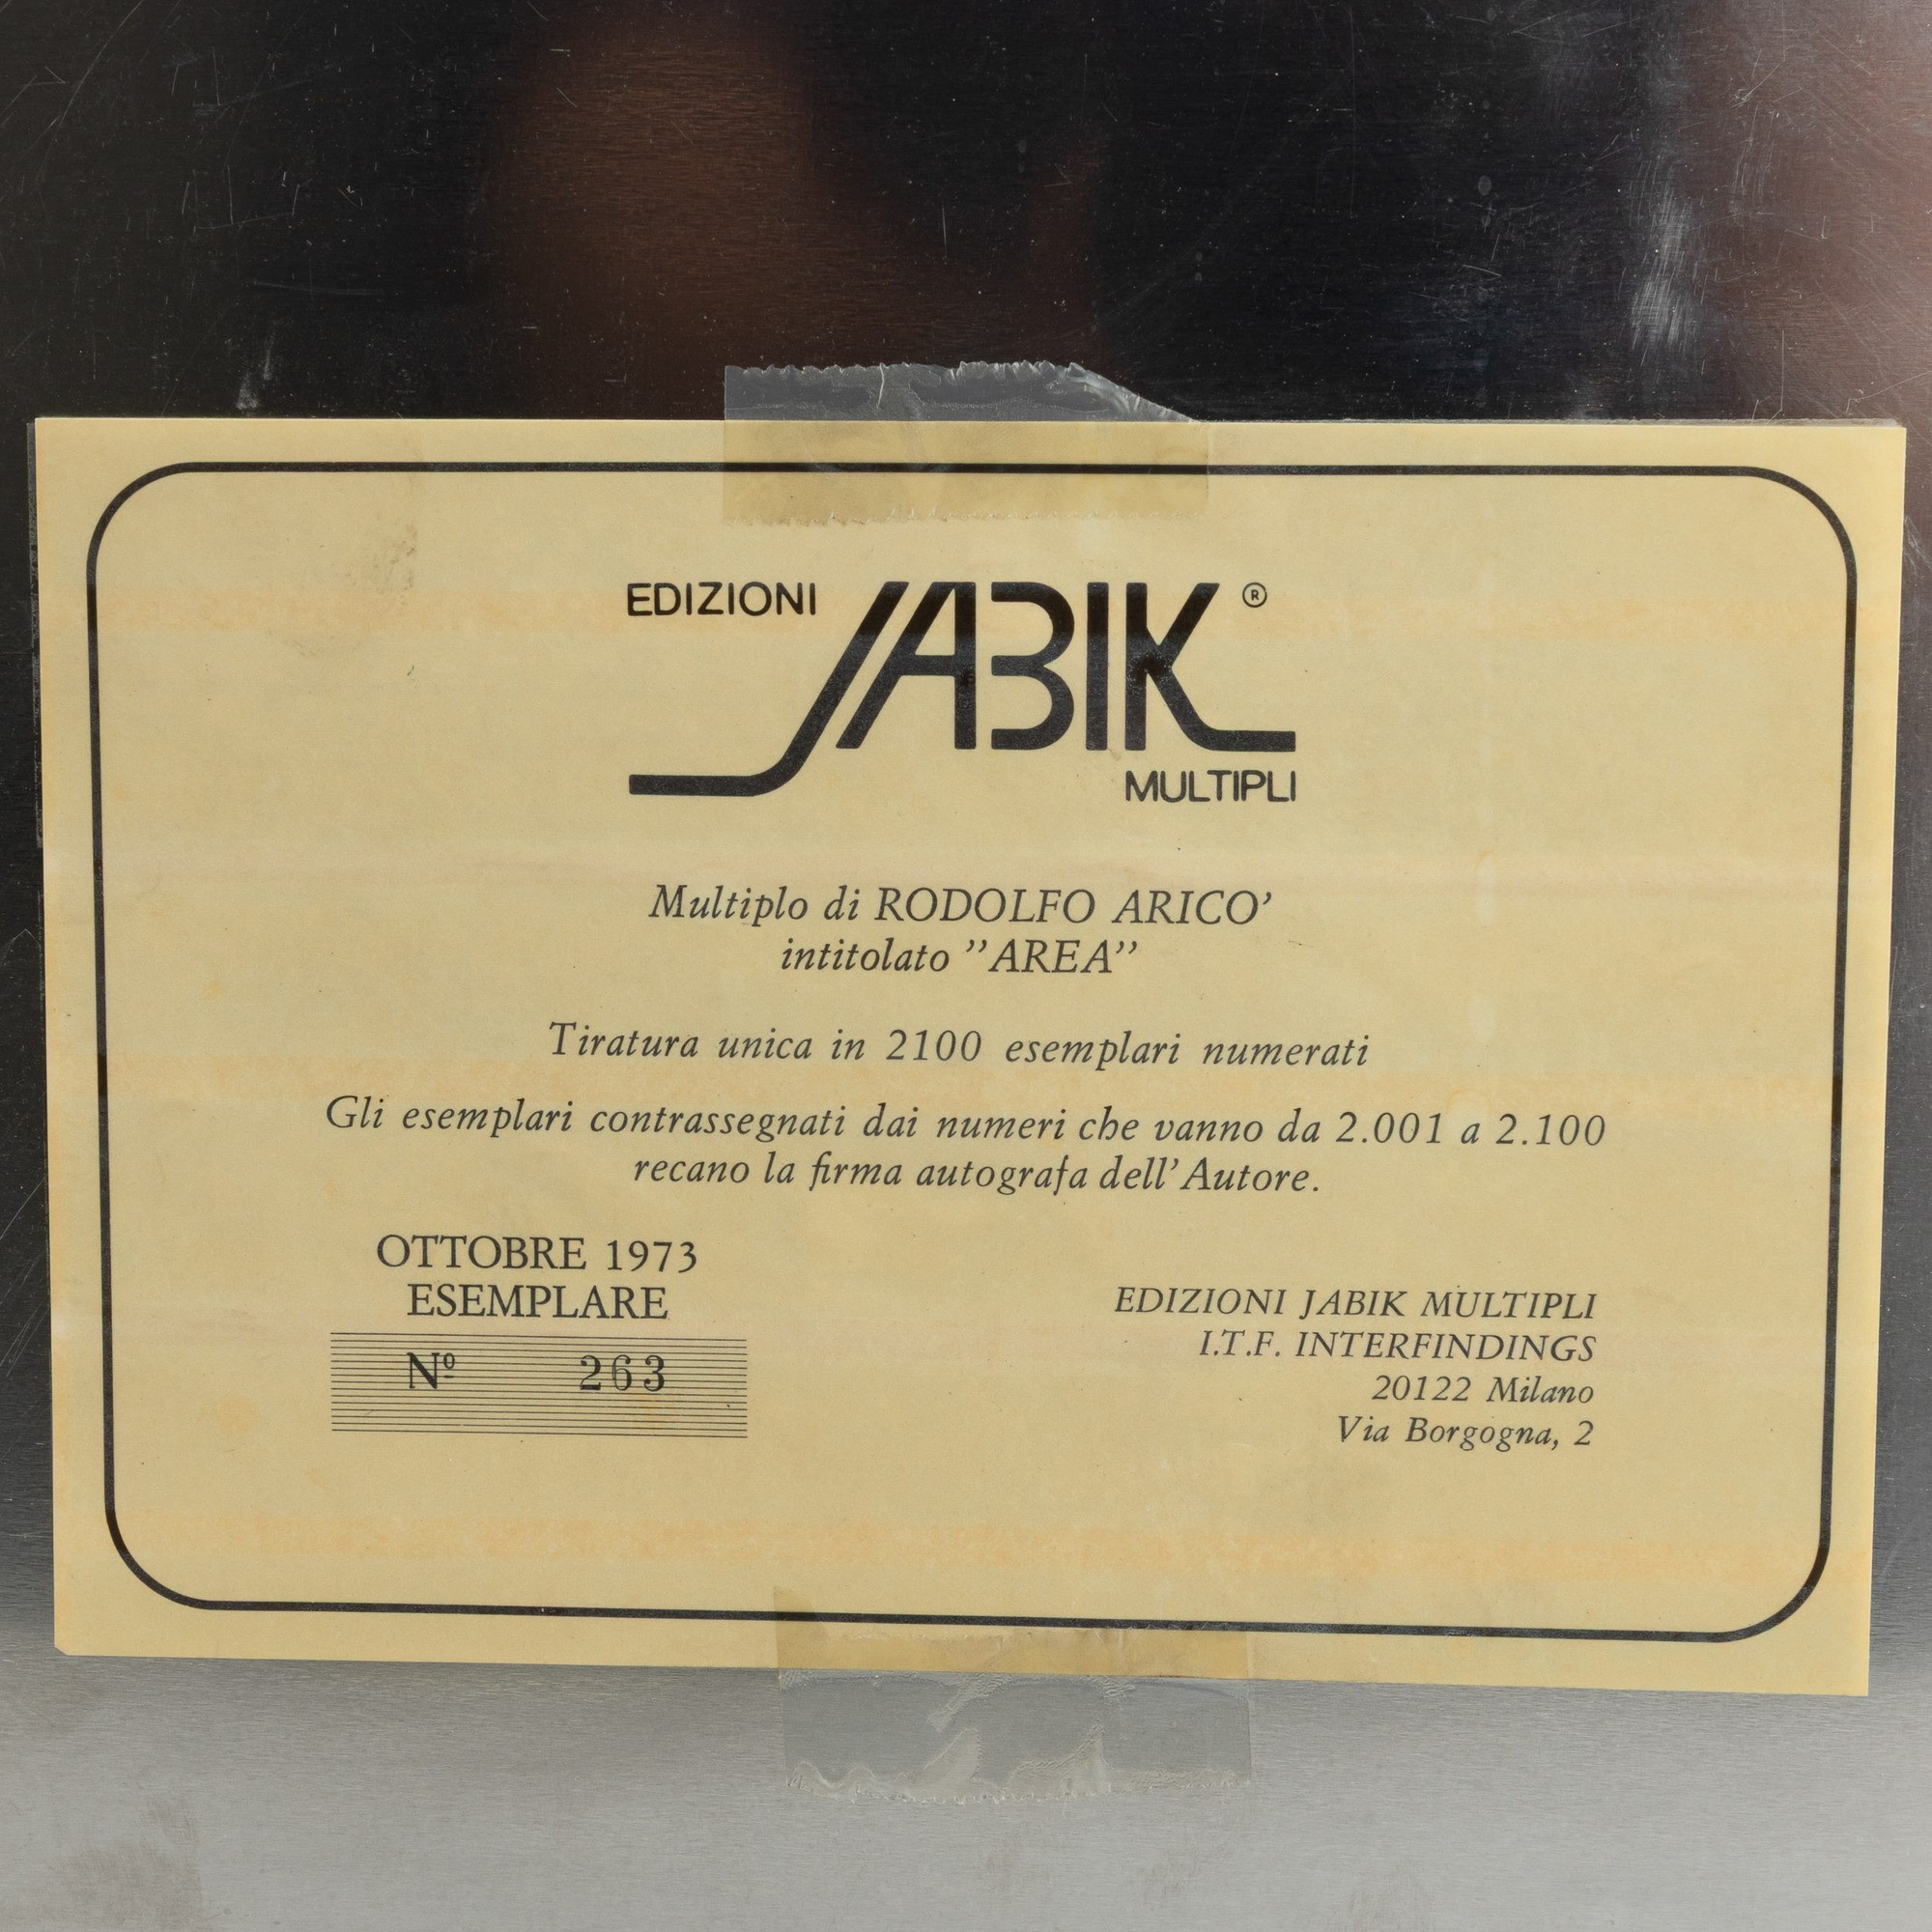 EDIZIONI JABIK ®
MULTIPLI
Multiplo di RODOLFO ARICO’
intitolato ’’AREA’’
Tiratura unica in 2100 esemplari numerati
Gli esemplari contrassegnati dai numeri che vanno da 2.001 a 2.100
recano la firma autografa dell’Autore.
OTTOBRE 1973
ESEMPLARE
Nº 263
EDIZIONI JABIK MULTIPLI
I.T.F. INTERFINDINGS
20122 Milano
Via Borgogna, 2